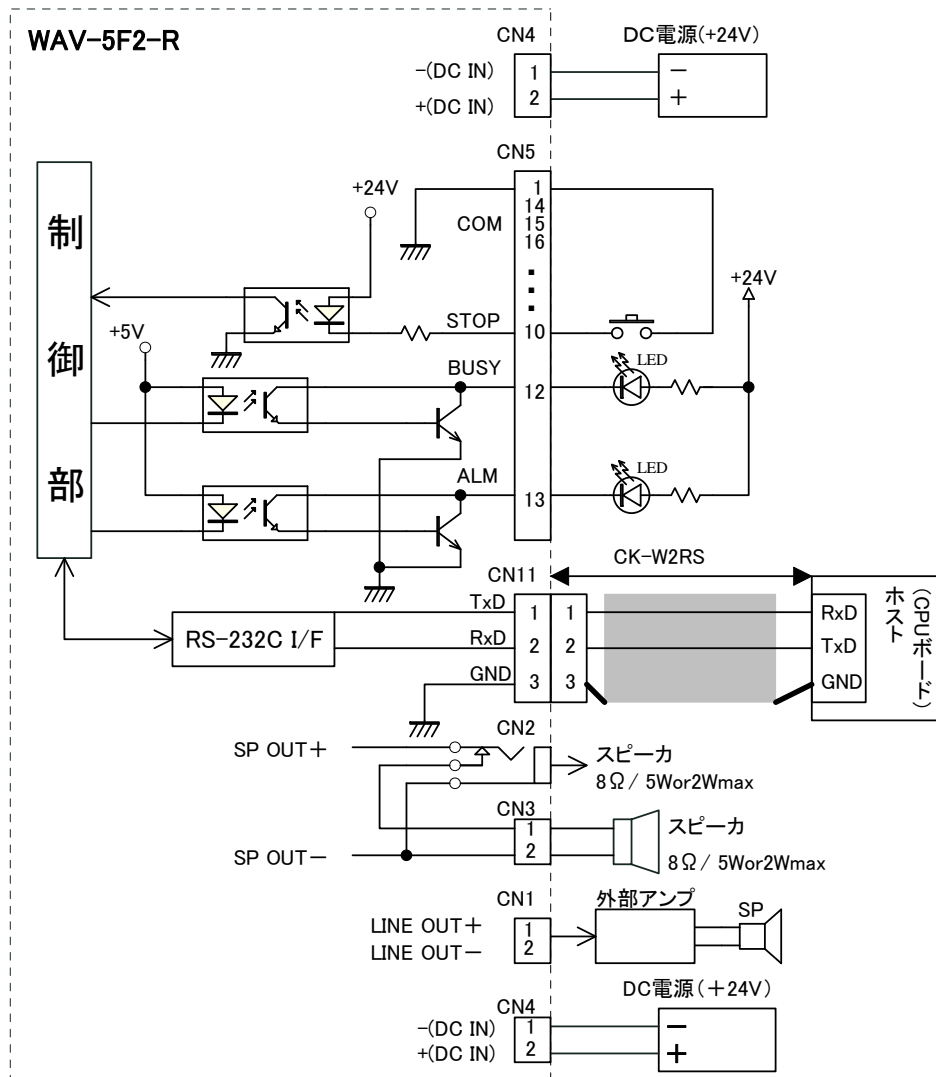 WAV-5F2-R
CN4
DC電源(+24V)
-(DC IN)
1
-
+(DC IN)
2
+
CN5
1
14
COM
15
16
+24V
+24V
制御部
STOP
10
+5V
BUSY
12
LED
ALM
13
LED
CN11
CK-W2RS
TxD
1
1
RxD
RS-232C I/F
RxD
2
2
TxD
GND
3
3
GND
ホスト
(CPUボード)
CN2
SP OUT+
スピーカ
8Ω/ 5Wor2Wmax
CN3
1
スピーカ
SP OUT-
2
8Ω/ 5Wor2Wmax
CN1
外部アンプ
SP
LINE OUT+
1
LINE OUT-
2
DC電源(+24V)
CN4
-(DC IN)
1
-
+(DC IN)
2
+